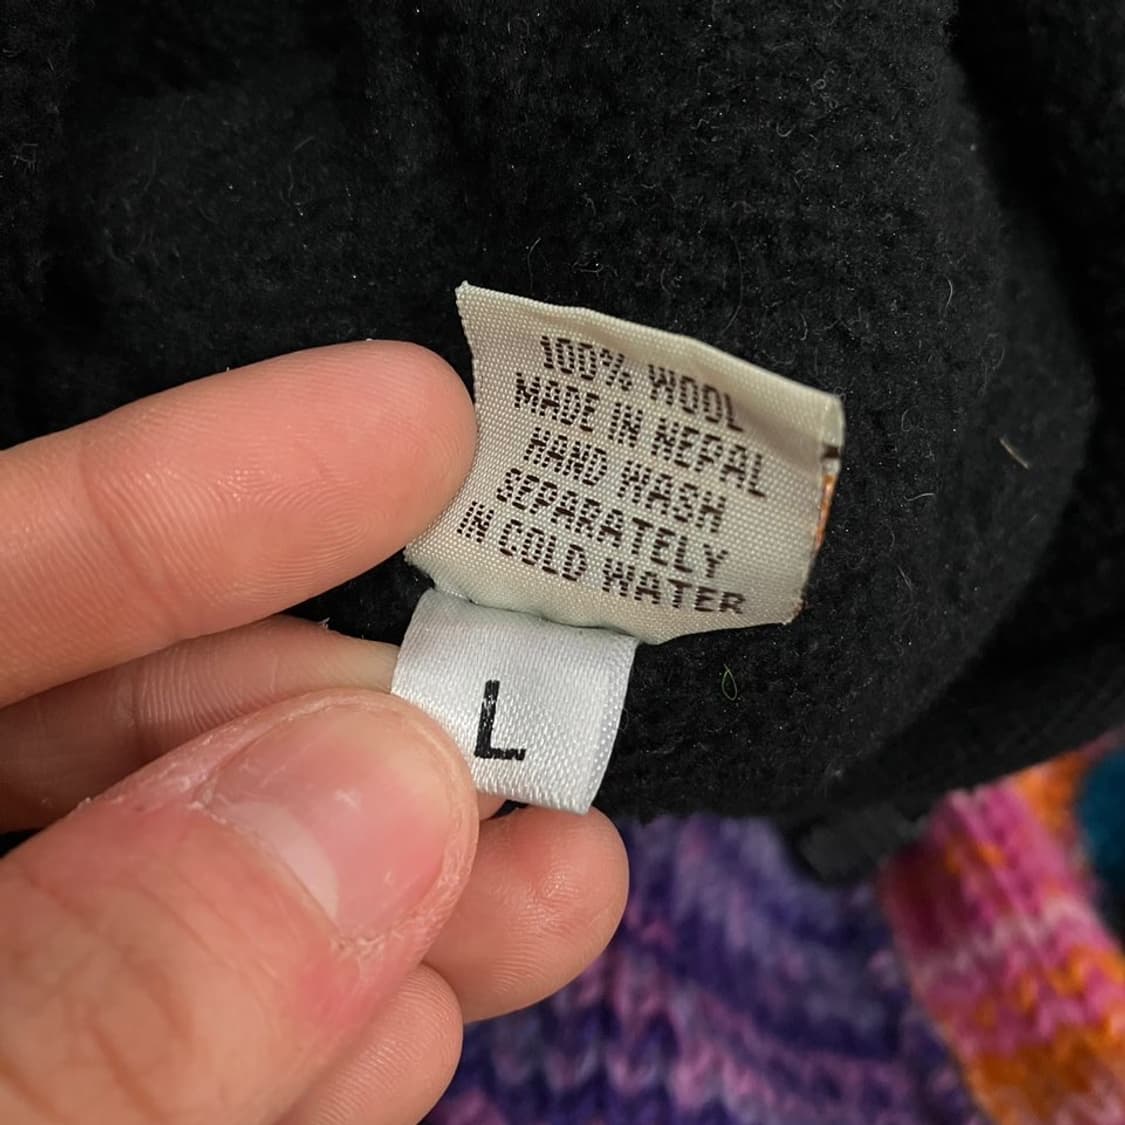 100% WOOL
MADE IN NEPAL
HAND WASH
SEPARATELY
IN COLD WATER
L